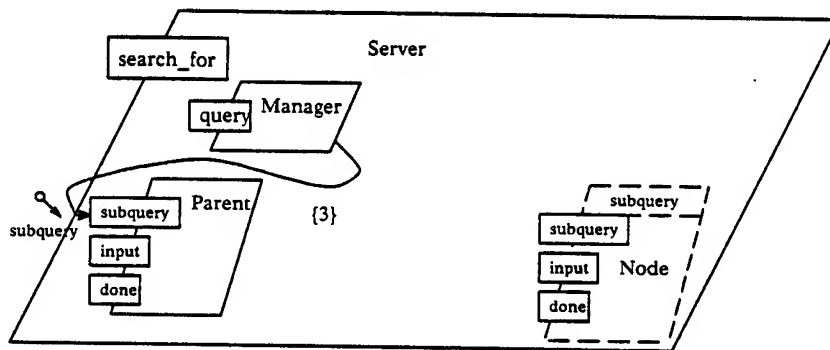 Server
search_for
query Manager
Parent
subquery
{3}
subquery
input
done
subquery
subquery
input
Node
done